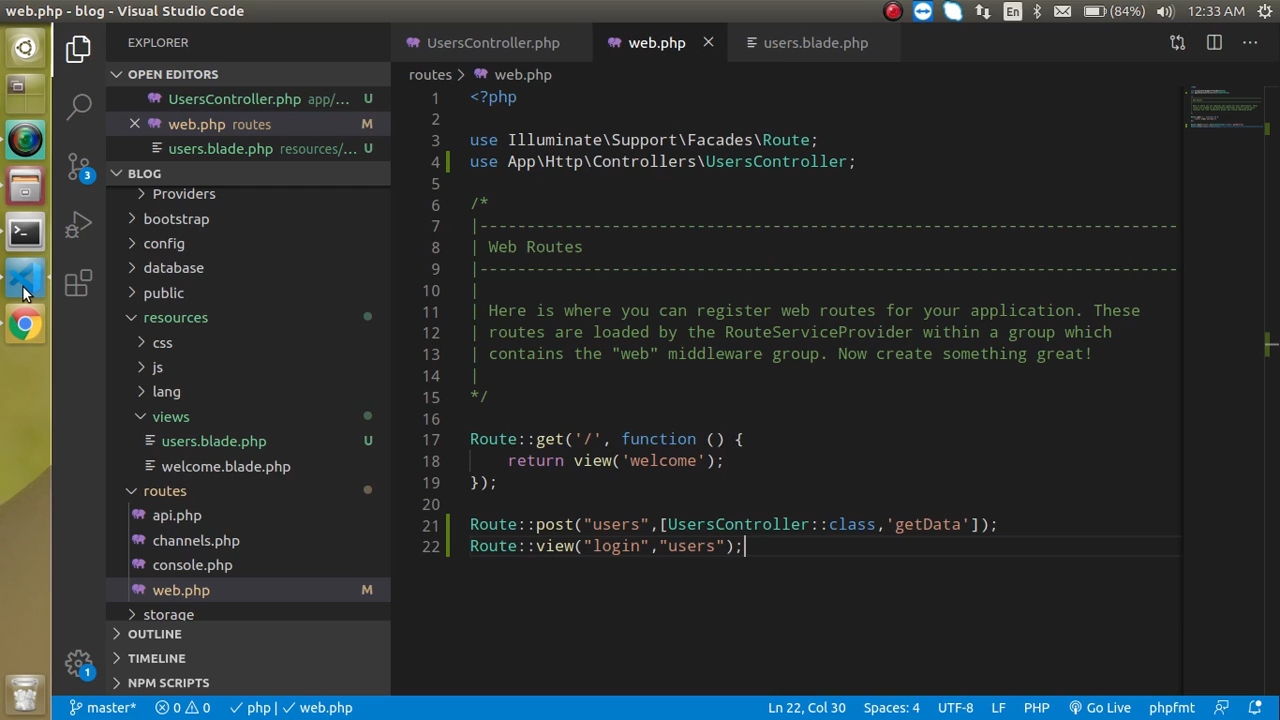 web.php - blog - Visual Studio Code
En
(84%)
12:33 AM
EXPLORER
OPEN EDITORS
UsersController.php app/... U
web.php routes M
users.blade.php resources/... U
BLOG
Providers
bootstrap
config
database
public
resources
css
js
lang
views
users.blade.php U
welcome.blade.php
routes
api.php
channels.php
console.php
web.php M
storage
OUTLINE
TIMELINE
NPM SCRIPTS
3
1
UsersController.php
web.php
users.blade.php
routes > web.php
1 <?php
2
3 use Illuminate\Support\Facades\Route;
4 use App\Http\Controllers\UsersController;
5
6 /*
7 |--------------------------------------------------------------------------
8 | Web Routes
9 |--------------------------------------------------------------------------
10 |
11 | Here is where you can register web routes for your application. These
12 | routes are loaded by the RouteServiceProvider within a group which
13 | contains the "web" middleware group. Now create something great!
14 |
15 */
16
17 Route::get('/', function () {
18 return view('welcome');
19 });
20
21 Route::post("users",[UsersController::class,'getData']);
22 Route::view("login","users");
master* 0 0 php | web.php Ln 22, Col 30 Spaces: 4 UTF-8 LF PHP Go Live phpfmt